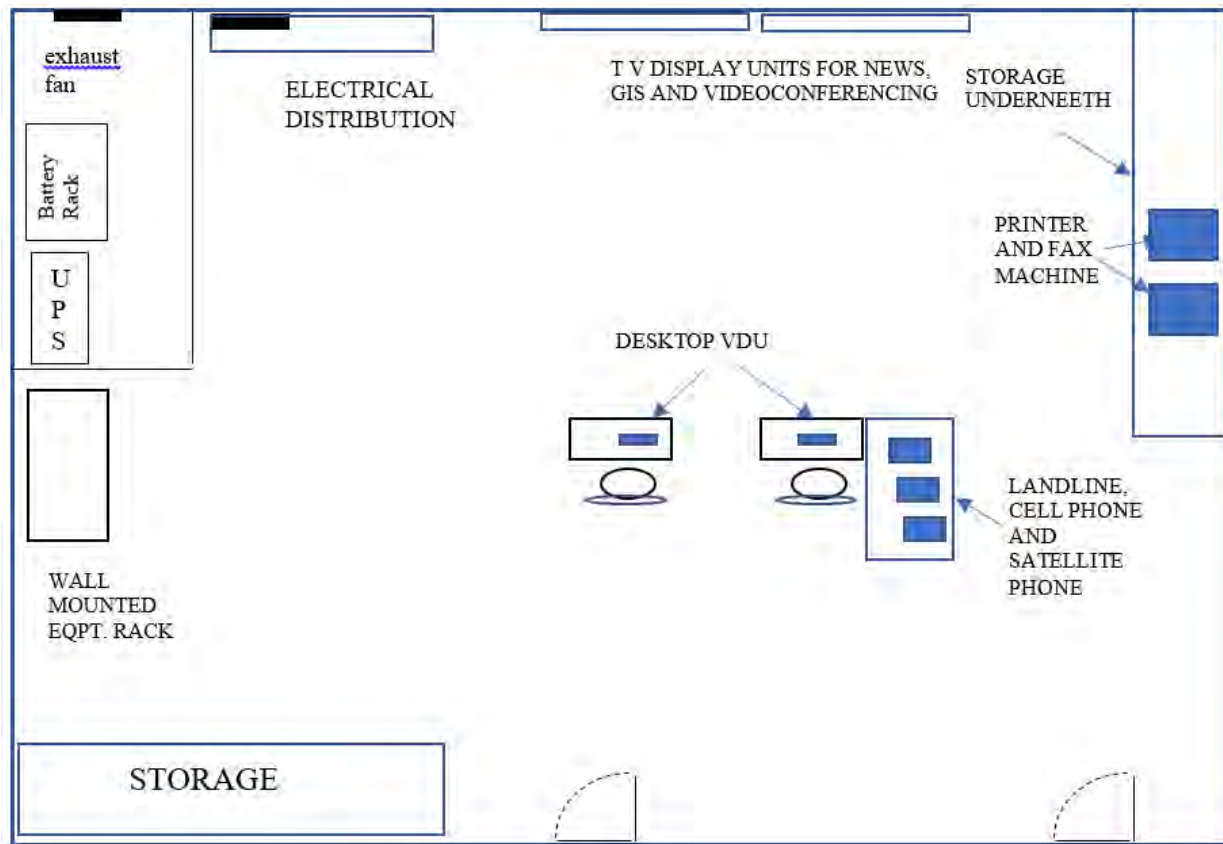 exhaust
fan
ELECTRICAL
DISTRIBUTION
T V DISPLAY UNITS FOR NEWS,
GIS AND VIDEOCONFERENCING
STORAGE
UNDERNEETH
Battery
Rack
U
P
S
PRINTER
AND FAX
MACHINE
DESKTOP VDU
LANDLINE,
CELL PHONE
AND
SATELLITE
PHONE
WALL
MOUNTED
EQPT. RACK
STORAGE